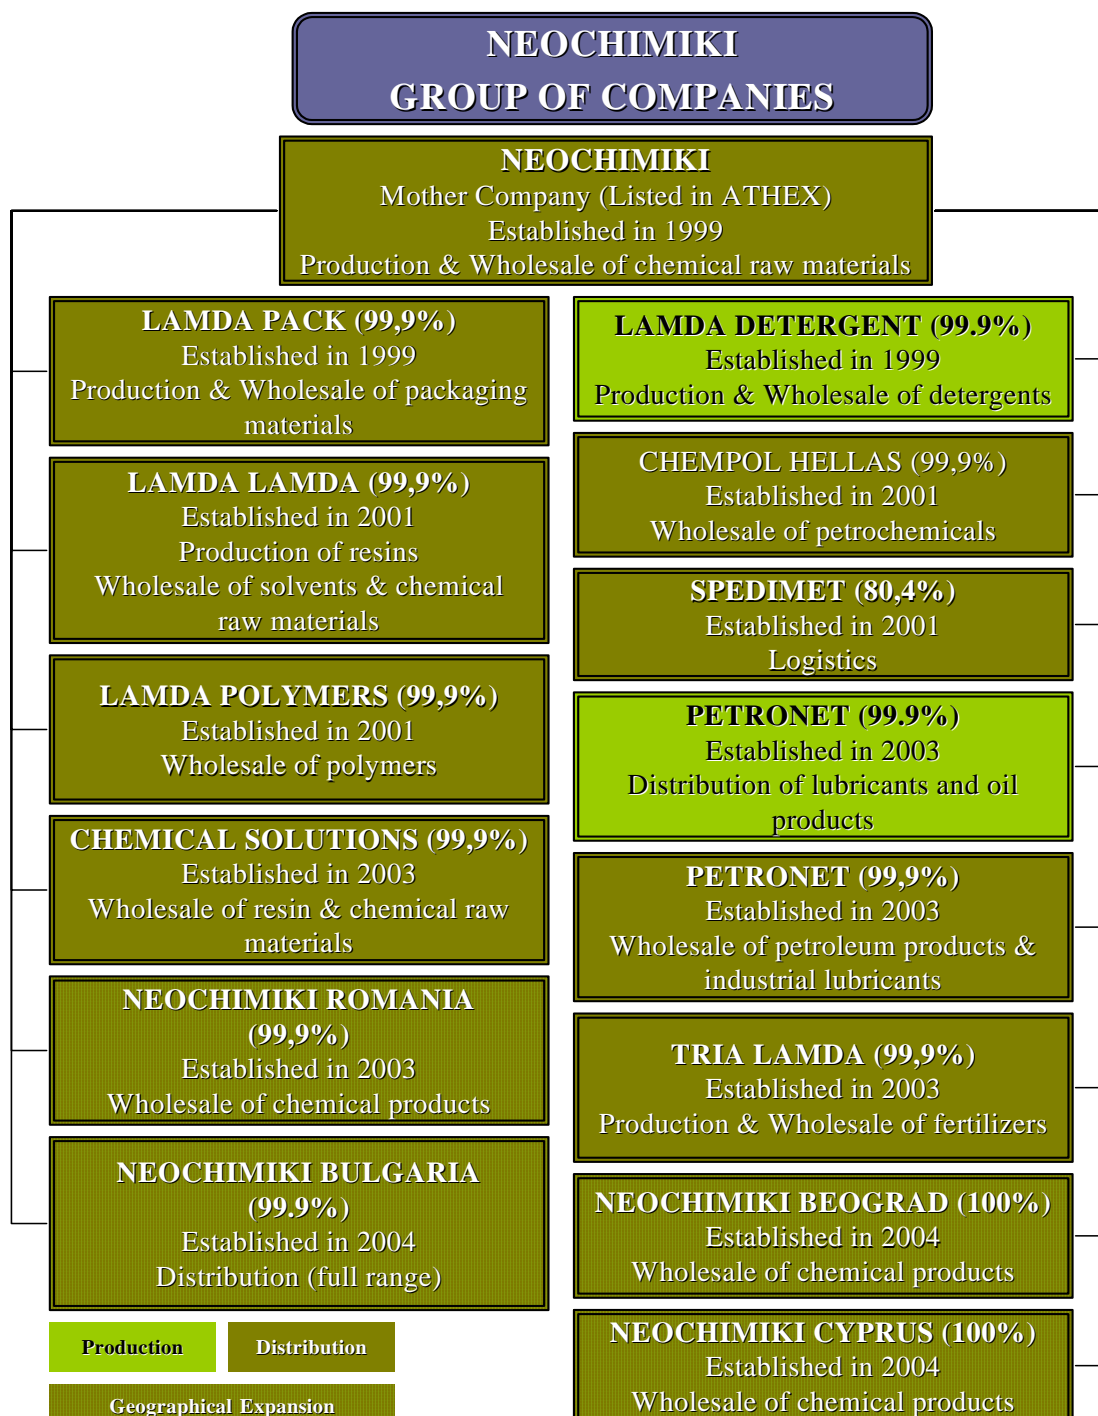 NEOCHIMIKI
GROUP OF COMPANIES
NEOCHIMIKI
Mother Company (Listed in ATHEX)
Established in 1999
Production & Wholesale of chemical raw materials
LAMDA PACK (99,9%)
Established in 1999
Production & Wholesale of packaging
materials
LAMDA LAMDA (99,9%)
Established in 2001
Production of resins
Wholesale of solvents & chemical
raw materials
LAMDA POLYMERS (99,9%)
Established in 2001
Wholesale of polymers
CHEMICAL SOLUTIONS (99,9%)
Established in 2003
Wholesale of resin & chemical raw
materials
NEOCHIMIKI ROMANIA
(99,9%)
Established in 2003
Wholesale of chemical products
NEOCHIMIKI BULGARIA
(99.9%)
Established in 2004
Distribution (full range)
LAMDA DETERGENT (99.9%)
Established in 1999
Production & Wholesale of detergents
CHEMPOL HELLAS (99,9%)
Established in 2001
Wholesale of petrochemicals
SPEDIMET (80,4%)
Established in 2001
Logistics
PETRONET (99.9%)
Established in 2003
Distribution of lubricants and oil
products
PETRONET (99,9%)
Established in 2003
Wholesale of petroleum products &
industrial lubricants
TRIA LAMDA (99,9%)
Established in 2003
Production & Wholesale of fertilizers
NEOCHIMIKI BEOGRAD (100%)
Established in 2004
Wholesale of chemical products
NEOCHIMIKI CYPRUS (100%)
Established in 2004
Wholesale of chemical products
Production
Distribution
Geographical Expansion